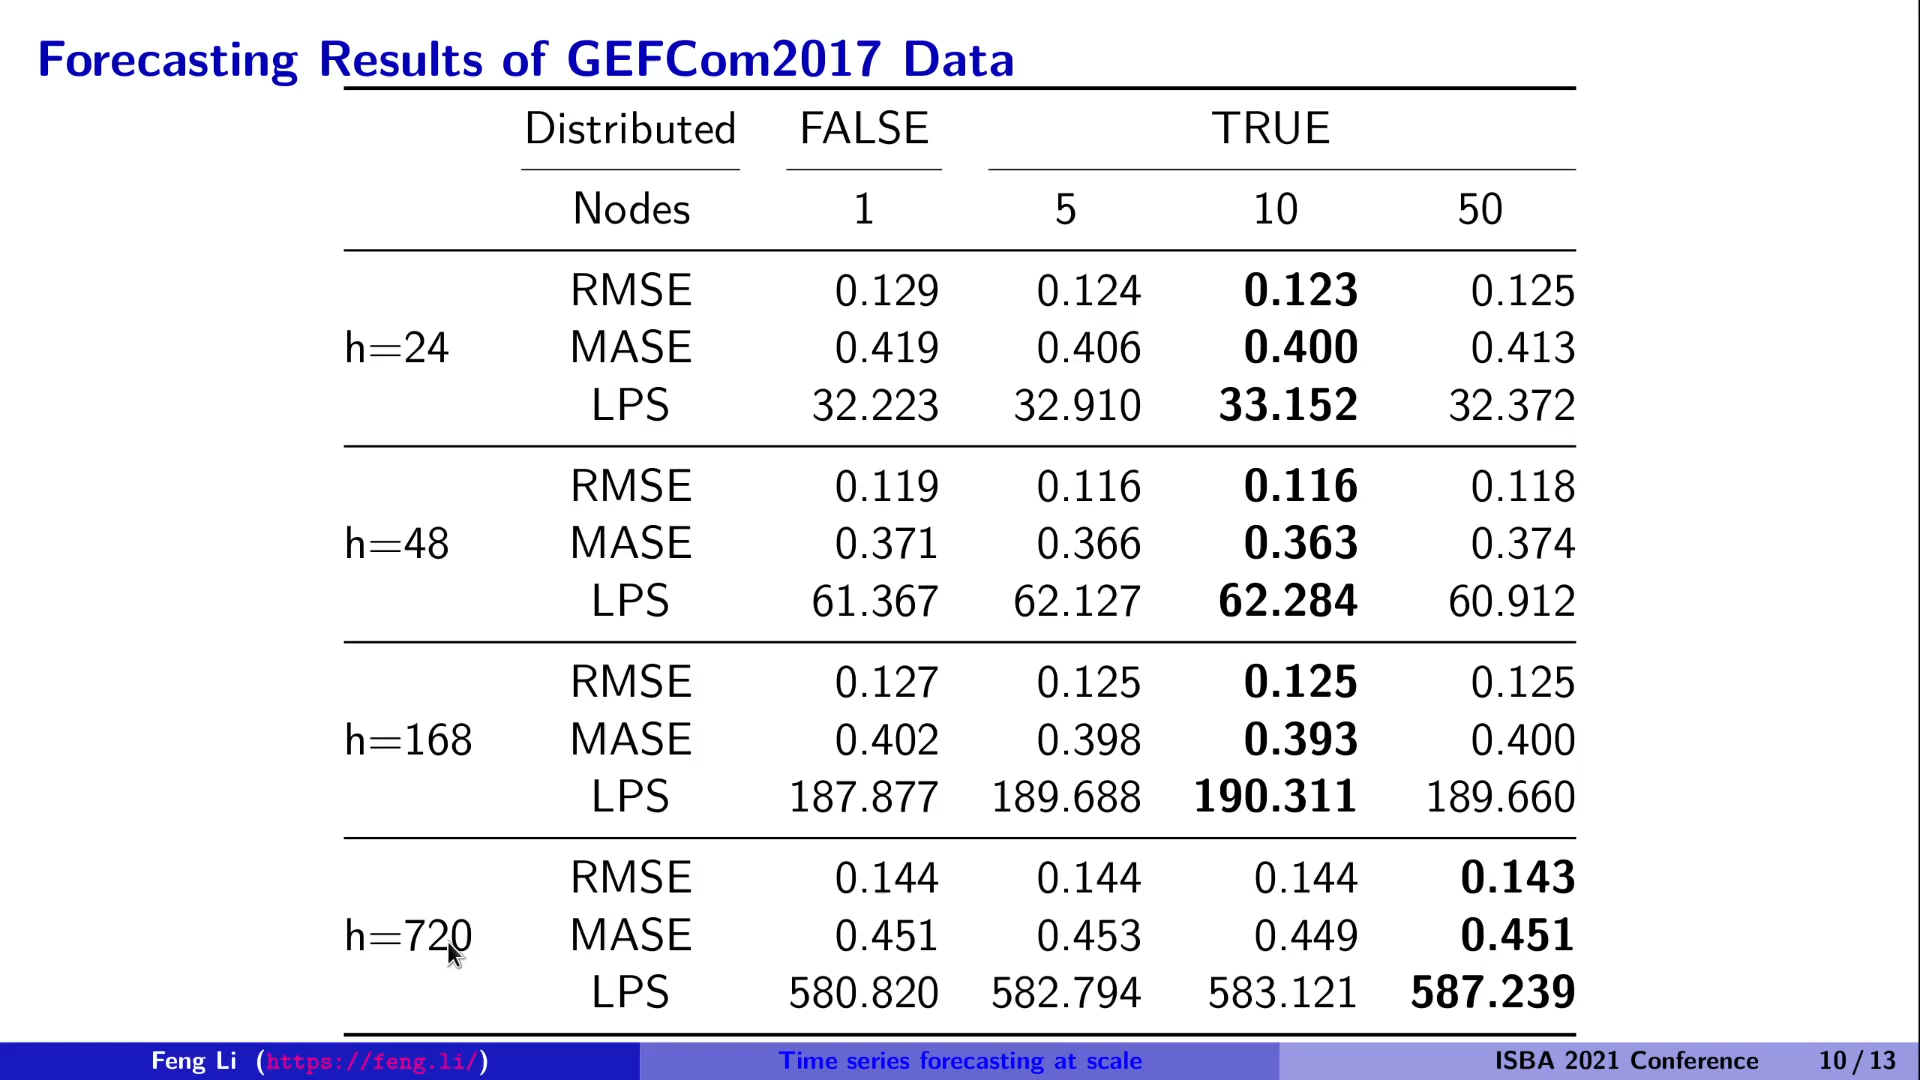 Forecasting Results of GEFCom2017 Data
Distributed FALSE TRUE
Nodes 1 5 10 50
RMSE 0.129 0.124 0.123 0.125
h=24 MASE 0.419 0.406 0.400 0.413
LPS 32.223 32.910 33.152 32.372
RMSE 0.119 0.116 0.116 0.118
h=48 MASE 0.371 0.366 0.363 0.374
LPS 61.367 62.127 62.284 60.912
RMSE 0.127 0.125 0.125 0.125
h=168 MASE 0.402 0.398 0.393 0.400
LPS 187.877 189.688 190.311 189.660
RMSE 0.144 0.144 0.144 0.143
h=720 MASE 0.451 0.453 0.449 0.451
LPS 580.820 582.794 583.121 587.239
Feng Li (https://feng.li/) Time series forecasting at scale ISBA 2021 Conference 10 / 13